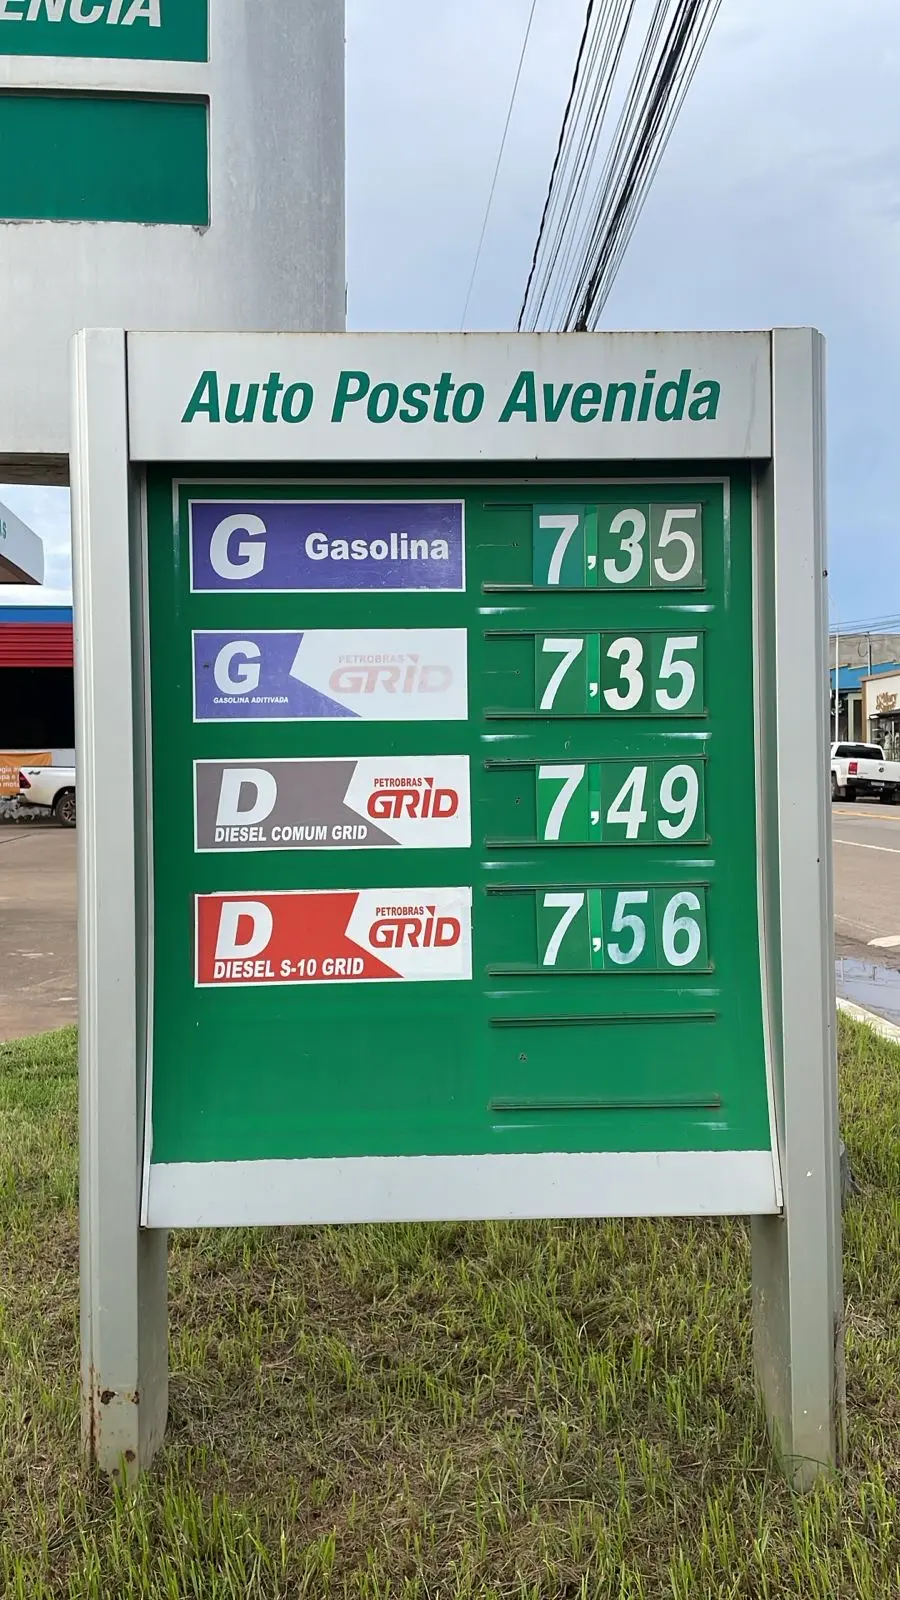 ENCIA
Auto Posto Avenida
G Gasolina 7,35
G GASOLINA ADITIVADA PETROBRAS GRID 7,35
D DIESEL COMUM GRID PETROBRAS GRID 7,49
D DIESEL S-10 GRID PETROBRAS GRID 7,56